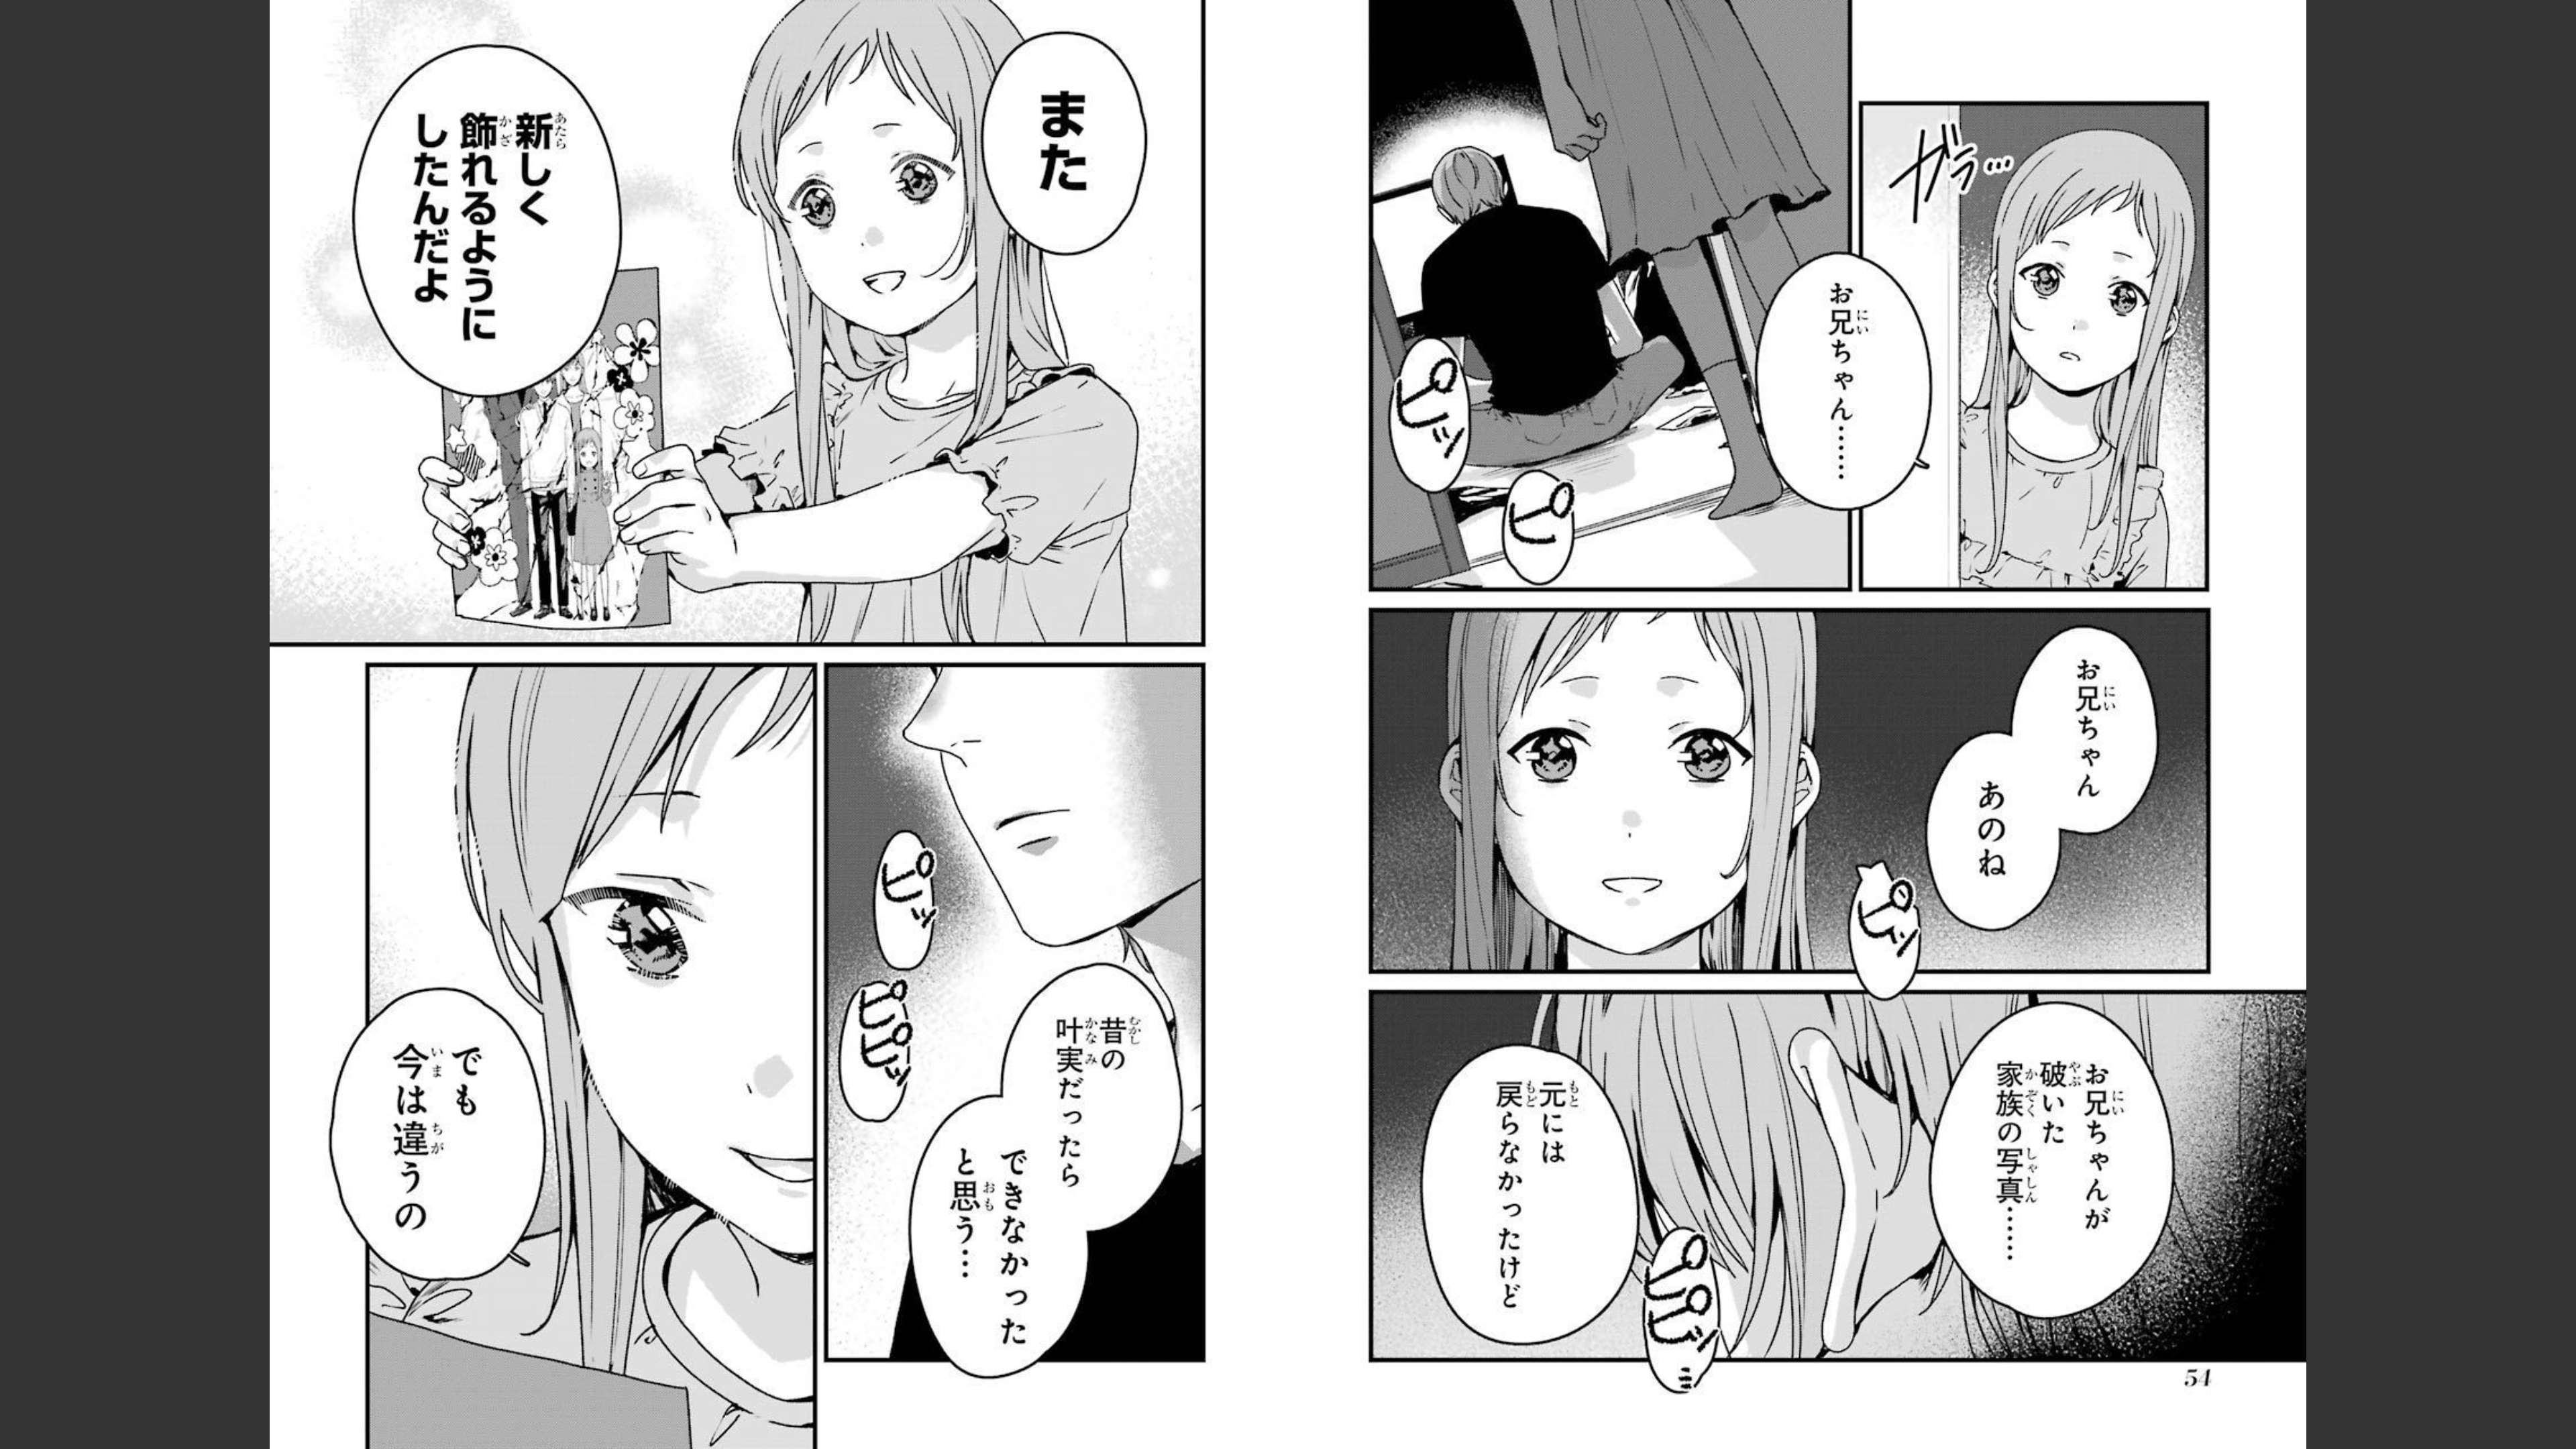 ガラ…
お兄ちゃん……
ピッ
ピ
お兄ちゃん
あのね
ピッ
お兄ちゃんが
破いた
家族の写真……
元には
戻らなかったけど
ピピッ
54
また
新しく
飾れるように
したんだよ
昔の
叶実だったら
できなかった
と思う…
ピッ
ピピッ
でも
今は違うの